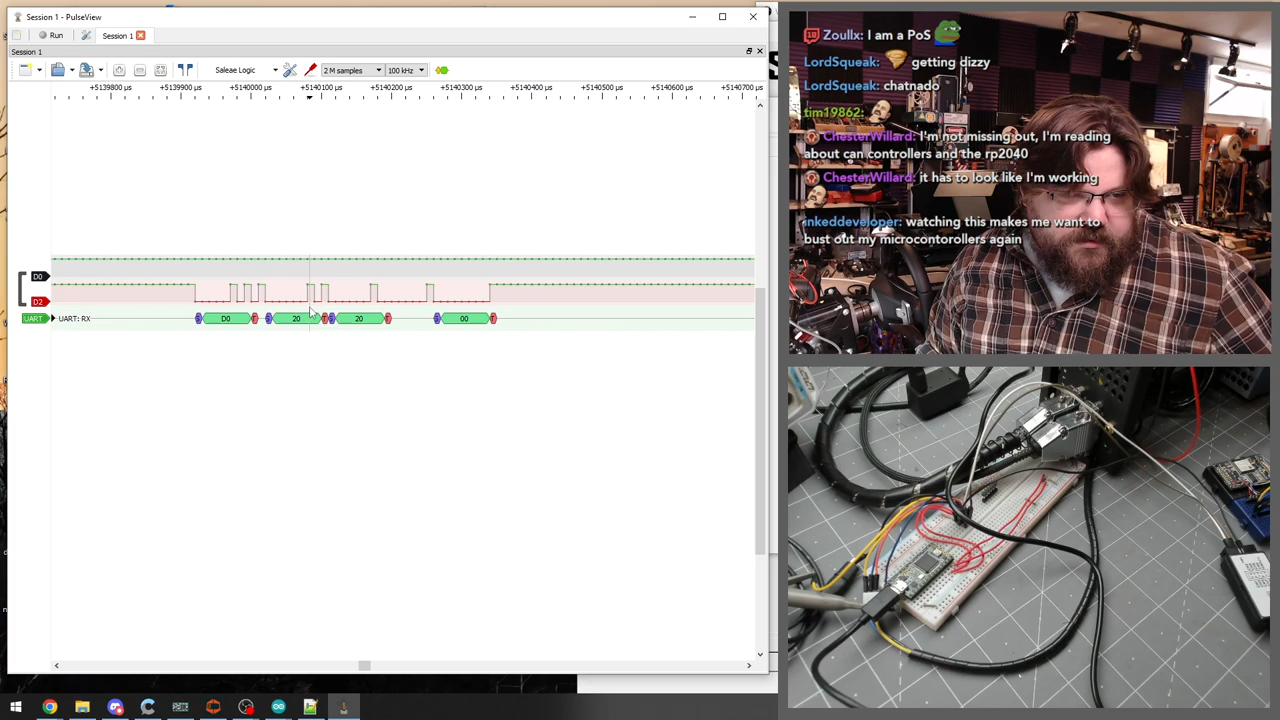 Session 1 - PulseView
Run
Session 1
Session 1
Saleae Logic
2 M samples
100 kHz
+5139800 µs
+5139900 µs
+5140000 µs
+5140100 µs
+5140200 µs
+5140300 µs
+5140400 µs
+5140500 µs
+5140600 µs
+5140700 µs
D0
D2
UART
UART: RX
D0
20
20
00
Zoullx: I am a PoS
LordSqueak: getting dizzy
LordSqueak: chatnado
tim19862:
ChesterWillard: I'm not missing out, I'm reading
about can controllers and the rp2040
ChesterWillard: it has to look like I'm working
inkeddeveloper: watching this makes me want to
bust out my microcontorollers again